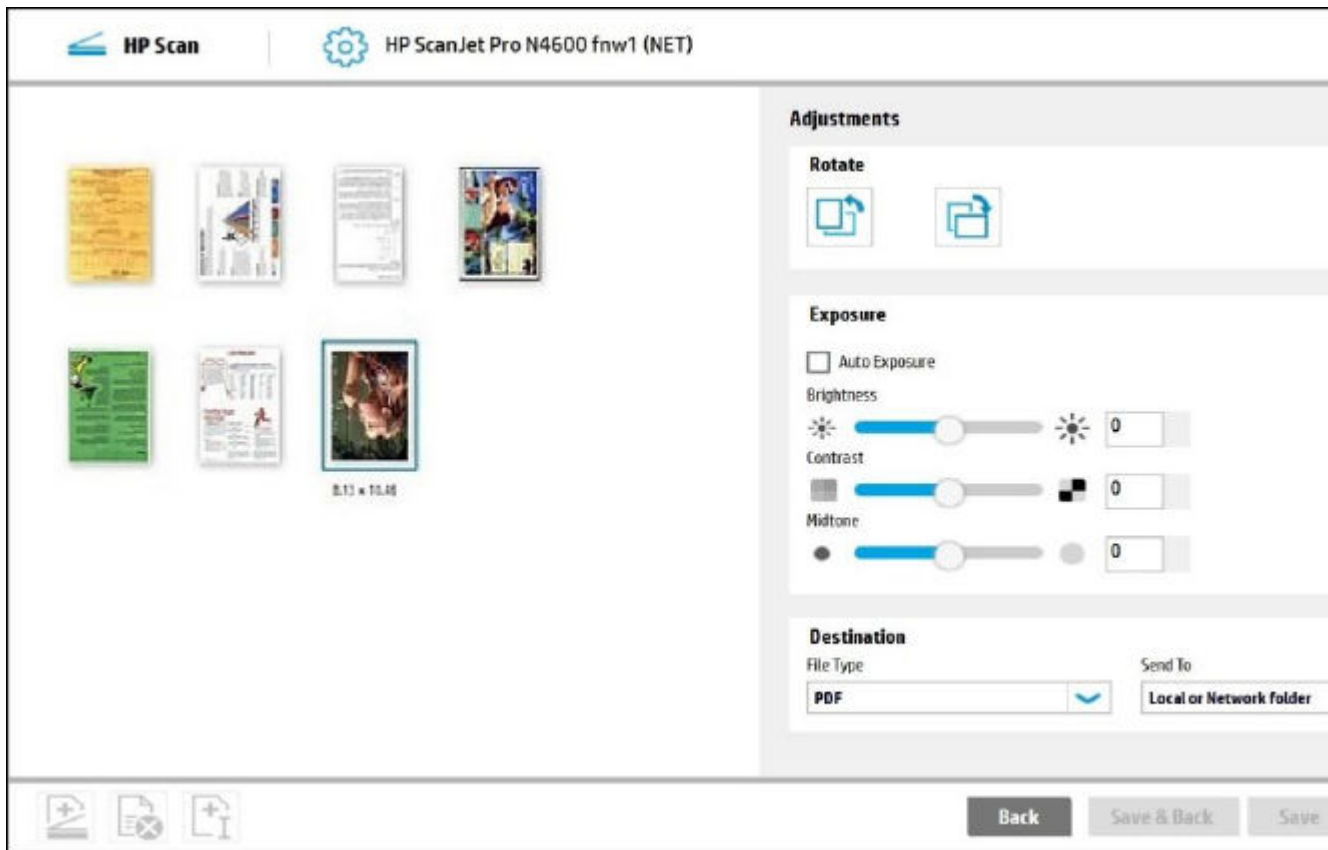 HP Scan
HP ScanJet Pro N4600 fnw1 (NET)
Adjustments
Rotate
Exposure
Auto Exposure
Brightness
0
Contrast
0
Midtone
0
Destination
File Type
Send To
PDF
Local or Network folder
Back
Save & Back
Save